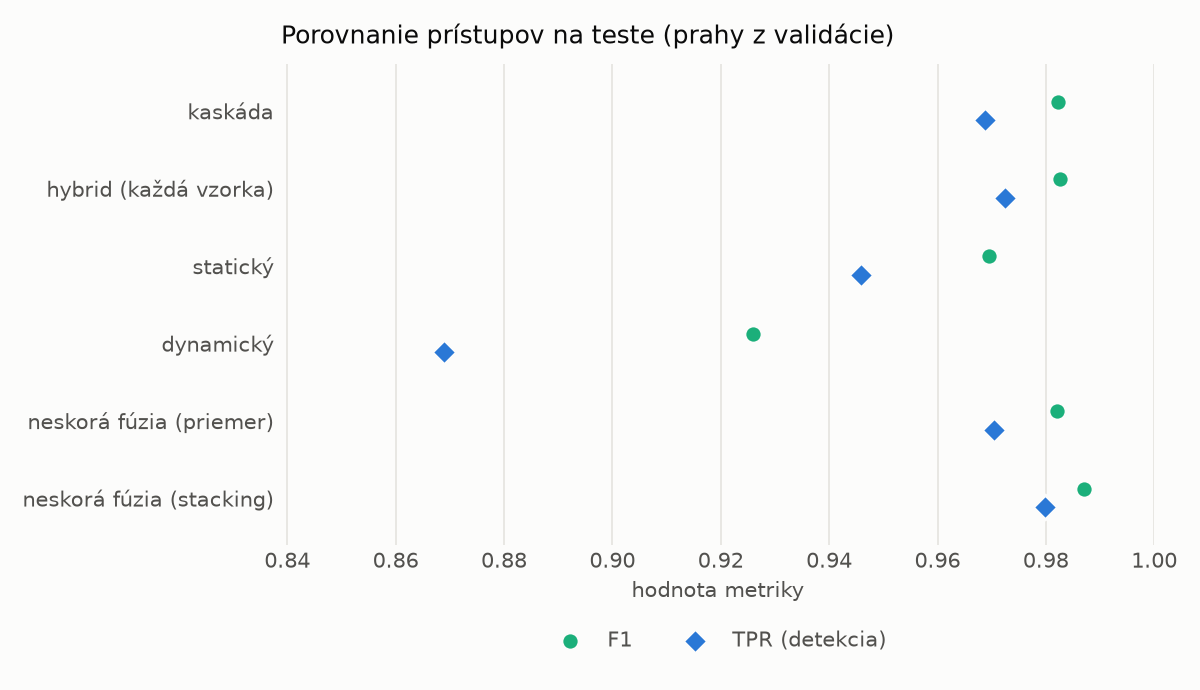 Porovnanie prístupov na teste (prahy z validácie)
kaskáda
hybrid (každá vzorka)
statický
dynamický
neskorá fúzia (priemer)
neskorá fúzia (stacking)
0.84 0.86 0.88 0.90 0.92 0.94 0.96 0.98 1.00
hodnota metriky
F1 TPR (detekcia)